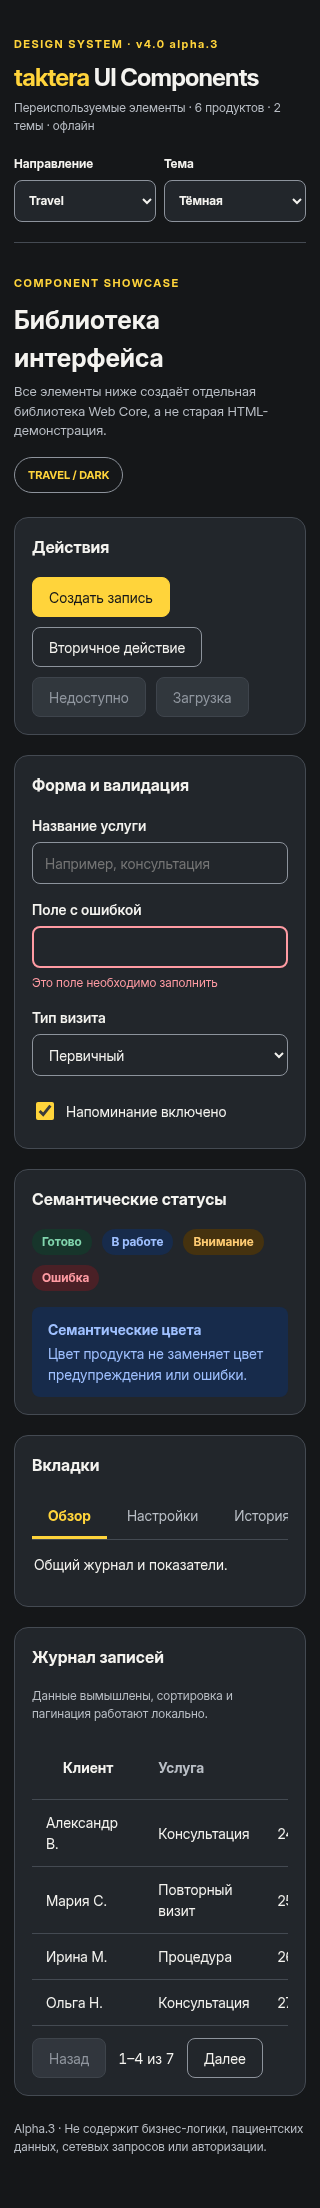 DESIGN SYSTEM · v4.0 alpha.3
taktera UI Components
Переиспользуемые элементы · 6 продуктов · 2
темы · офлайн
Направление Тема
Travel Тёмная
COMPONENT SHOWCASE
Библиотека
интерфейса
Все элементы ниже создаёт отдельная
библиотека Web Core, а не старая HTML-
демонстрация.
TRAVEL / DARK
Действия
Создать запись
Вторичное действие
Недоступно Загрузка
Форма и валидация
Название услуги
Например, консультация
Поле с ошибкой
Это поле необходимо заполнить
Тип визита
Первичный
Напоминание включено
Семантические статусы
Готово В работе Внимание
Ошибка
Семантические цвета
Цвет продукта не заменяет цвет
предупреждения или ошибки.
Вкладки
Обзор Настройки История
Общий журнал и показатели.
Журнал записей
Данные вымышлены, сортировка и
пагинация работают локально.
Клиент Услуга
Александр
В.
Консультация
Мария С.
Повторный
визит
Ирина М. Процедура
Ольга Н. Консультация
Назад 1–4 из 7 Далее
Alpha.3 · Не содержит бизнес-логики, пациентских
данных, сетевых запросов или авторизации.